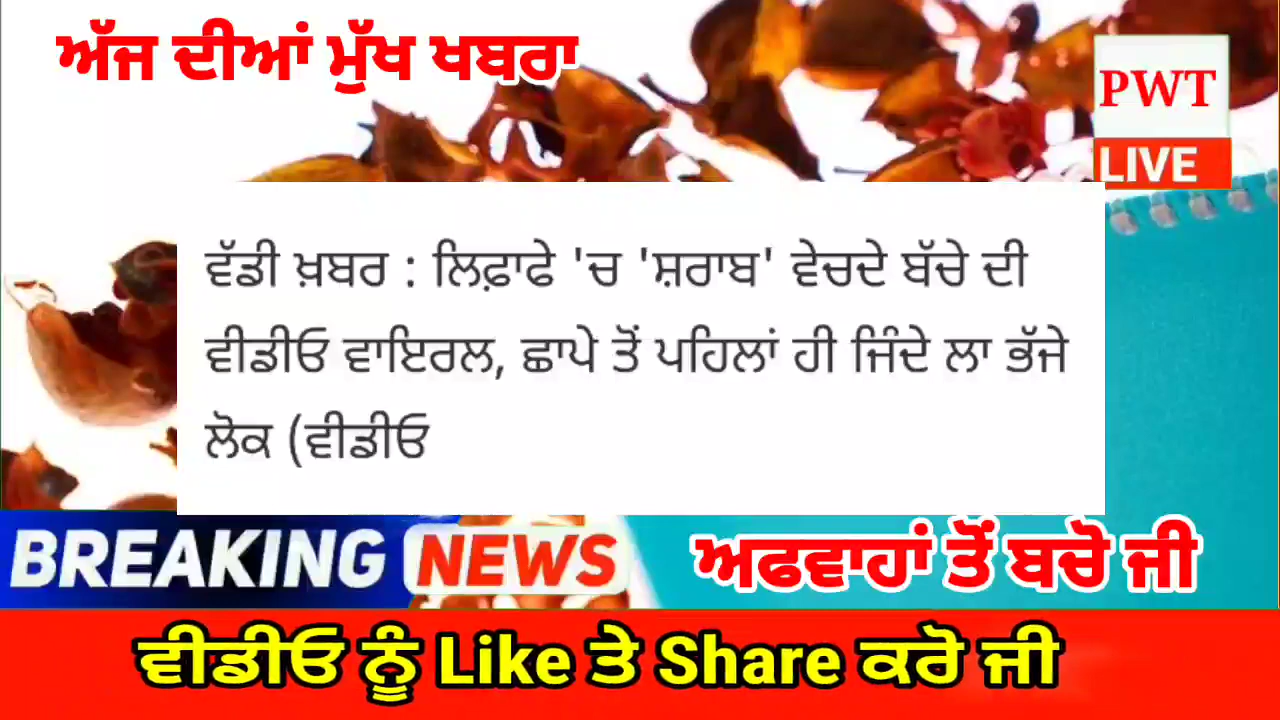 ਅੱਜ ਦੀਆਂ ਮੁੱਖ ਖਬਰਾ
PWT
LIVE
ਵੱਡੀ ਖ਼ਬਰ : ਲਿਫ਼ਾਫੇ 'ਚ 'ਸ਼ਰਾਬ' ਵੇਚਦੇ ਬੱਚੇ ਦੀ
ਵੀਡੀਓ ਵਾਇਰਲ, ਛਾਪੇ ਤੋਂ ਪਹਿਲਾਂ ਹੀ ਜਿੰਦੇ ਲਾ ਭੱਜੇ
ਲੋਕ (ਵੀਡੀਓ
BREAKING NEWS
ਅਫਵਾਹਾਂ ਤੋਂ ਬਚੋ ਜੀ
ਵੀਡੀਓ ਨੂੰ Like ਤੇ Share ਕਰੋ ਜੀ